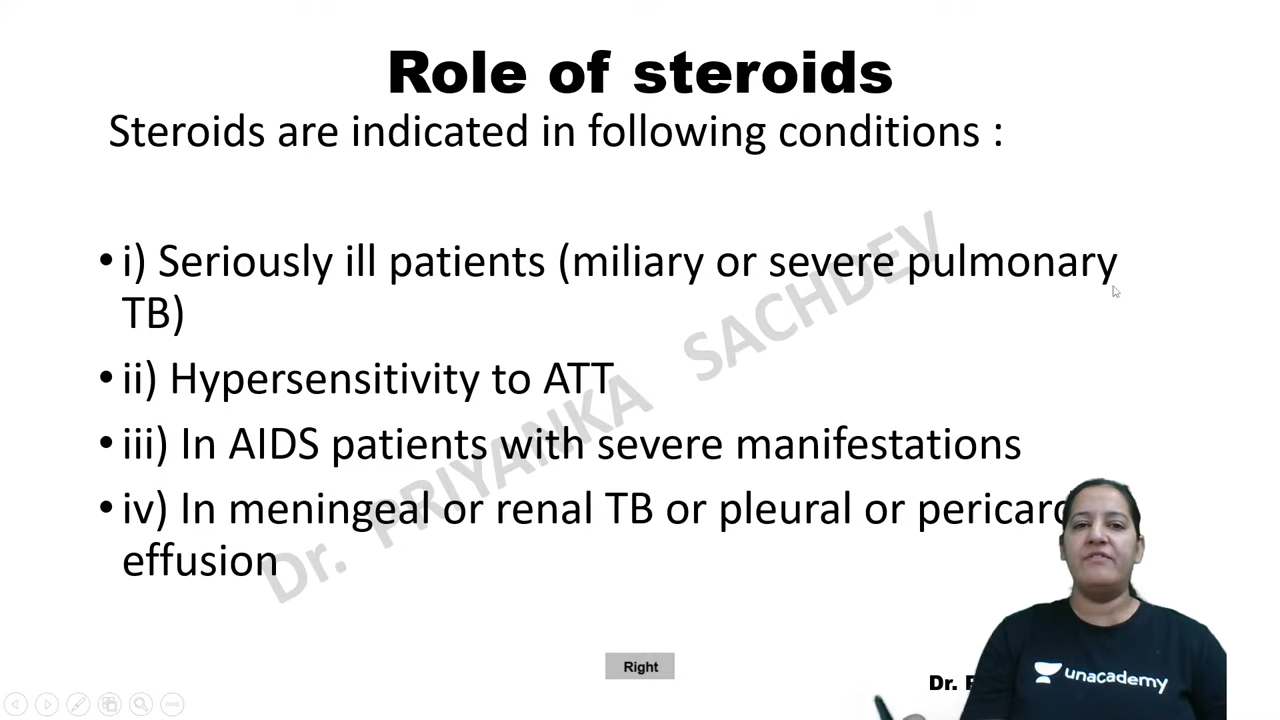 Role of steroids
Steroids are indicated in following conditions :
• i) Seriously ill patients (miliary or severe pulmonary
TB)
• ii) Hypersensitivity to ATT
• iii) In AIDS patients with severe manifestations
• iv) In meningeal or renal TB or pleural or
effusion
Dr. PRIYANKA SACHDEV
Right
Dr.
unacademy